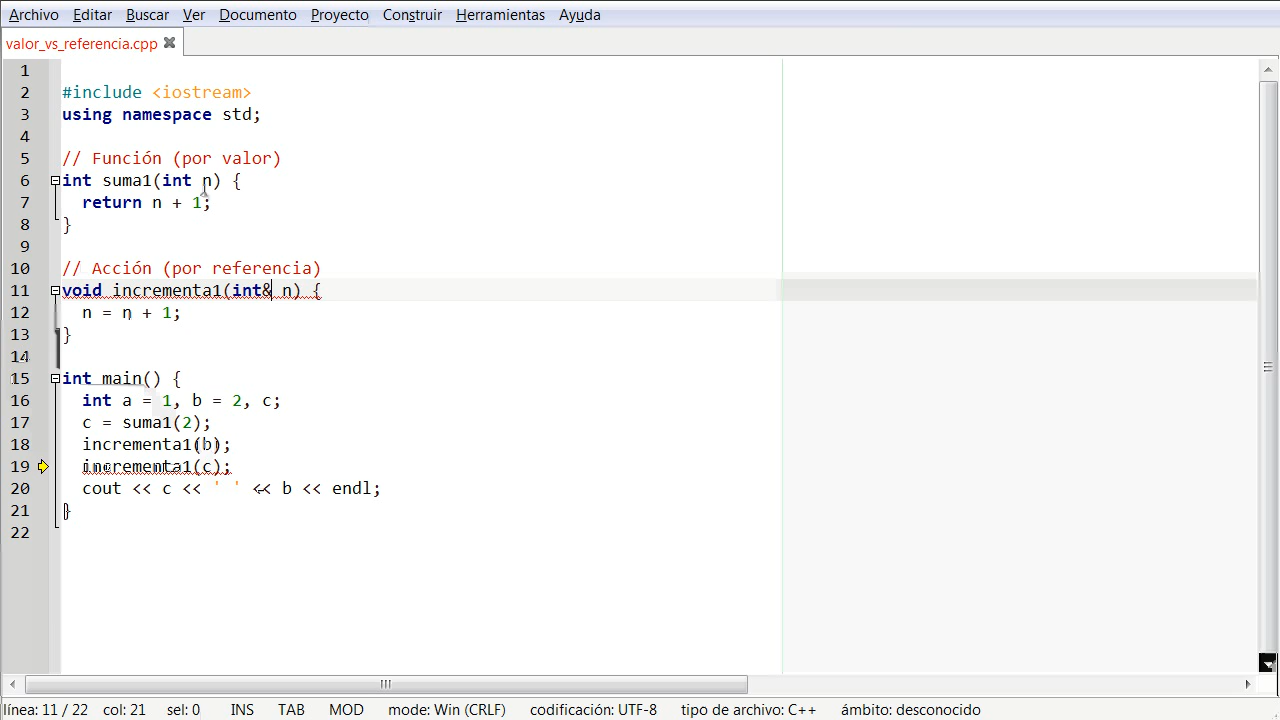 Archivo Editar Buscar Ver Documento Proyecto Construir Herramientas Ayuda
valor_vs_referencia.cpp
1
2 #include <iostream>
3 using namespace std;
4
5 // Función (por valor)
6 int suma1(int n) {
7 return n + 1;
8 }
9
10 // Acción (por referencia)
11 void incrementa1(int& n) {
12 n = n + 1;
13 }
14
15 int main() {
16 int a = 1, b = 2, c;
17 c = suma1(2);
18 incrementa1(b);
19 incrementa1(c);
20 cout << c << ' ' << b << endl;
21 }
22
línea: 11 / 22 col: 21 sel: 0 INS TAB MOD mode: Win (CRLF) codificación: UTF-8 tipo de archivo: C++ ámbito: desconocido